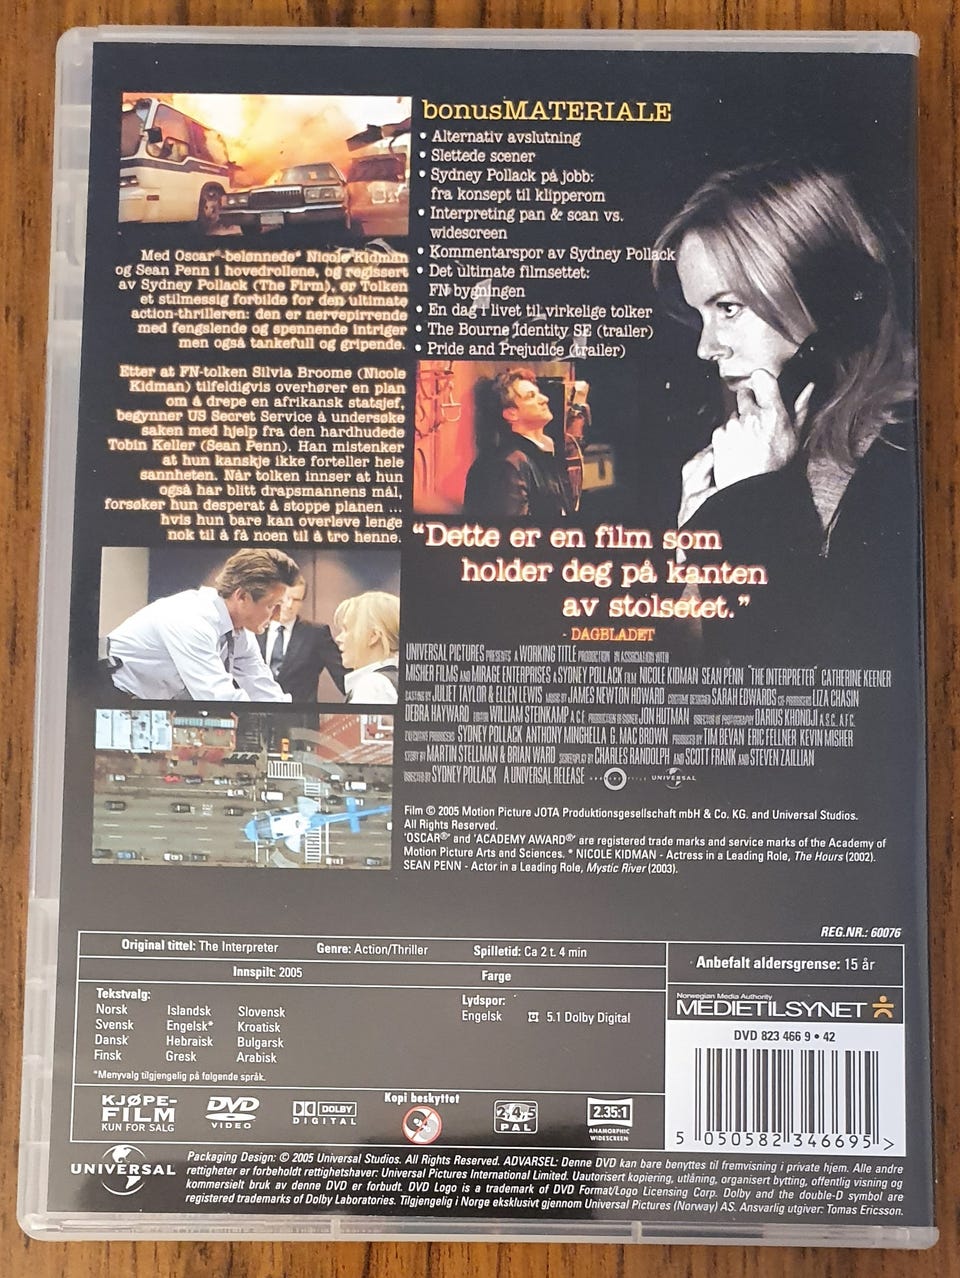 bonusMATERIALE
• Alternativ avslutning
• Slettede scener
• Sydney Pollack på jobb:
fra konsept til klipperom
• Interpreting pan & scan vs.
widescreen
• Kommentarspor av Sydney Pollack
• Det ultimate filmsettet:
FN bygningen
• En dag i livet til virkelige tolker
• The Bourne Identity SE (trailer)
• Pride and Prejudice (trailer)
Med Oscar®-belønnede* Nicole Kidman
og Sean Penn i hovedrollene, og regissert
av Sydney Pollack (The Firm), er Tolken
et stilmessig forbilde for den ultimate
action-thrilleren: den er nervepirrende
med fengslende og spennende intriger
men også tankefull og gripende.
Etter at FN-tolken Silvia Broome (Nicole
Kidman) tilfeldigvis overhører en plan
om å drepe en afrikansk statsjef,
begynner US Secret Service å undersøke
saken med hjelp fra den hardhudede
Tobin Keller (Sean Penn). Han mistenker
at hun kanskje ikke forteller hele
sannheten. Når tolken innser at hun
også har blitt drapsmannens mål,
forsøker hun desperat å stoppe planen ...
hvis hun bare kan overleve lenge
nok til å få noen til å tro henne.
“Dette er en film som
holder deg på kanten
av stolsetet.”
- DAGBLADET
UNIVERSAL PICTURES PRESENTS A WORKING TITLE PRODUCTION IN ASSOCIATION WITH
MISHER FILMS AND MIRAGE ENTERPRISES A SYDNEY POLLACK FILM NICOLE KIDMAN SEAN PENN "THE INTERPRETER" CATHERINE KEENER
CASTING BY JULIET TAYLOR & ELLEN LEWIS MUSIC BY JAMES NEWTON HOWARD COSTUME DESIGNER SARAH EDWARDS CO-PRODUCERS LIZA CHASIN
DEBRA HAYWARD EDITOR WILLIAM STEINKAMP A.C.E. PRODUCTION DESIGNER JON HUTMAN DIRECTOR OF PHOTOGRAPHY DARIUS KHONDJI A.S.C., A.F.C.
EXECUTIVE PRODUCERS SYDNEY POLLACK ANTHONY MINGHELLA G. MAC BROWN PRODUCED BY TIM BEVAN ERIC FELLNER KEVIN MISHER
STORY BY MARTIN STELLMAN & BRIAN WARD SCREENPLAY BY CHARLES RANDOLPH AND SCOTT FRANK AND STEVEN ZAILLIAN
DIRECTED BY SYDNEY POLLACK A UNIVERSAL RELEASE UNIVERSAL
Film © 2005 Motion Picture JOTA Produktionsgesellschaft mbH & Co. KG. and Universal Studios.
All Rights Reserved.
'OSCAR®' and 'ACADEMY AWARD®' are registered trade marks and service marks of the Academy of
Motion Picture Arts and Sciences. * NICOLE KIDMAN - Actress in a Leading Role, The Hours (2002).
SEAN PENN - Actor in a Leading Role, Mystic River (2003).
REG.NR.: 60076
Original tittel: The Interpreter Genre: Action/Thriller Spilletid: Ca 2 t. 4 min
Innspilt: 2005 Farge
Anbefalt aldersgrense: 15 år
Tekstvalg:
Norsk Islandsk Slovensk
Svensk Engelsk* Kroatisk
Dansk Hebraisk Bulgarsk
Finsk Gresk Arabisk
*Menyvalg tilgjengelig på følgende språk.
Lydspor:
Engelsk 5.1 Dolby Digital
Norwegian Media Authority
MEDIETILSYNET
DVD 823 466 9 • 42
5 050582 346695 >
KJØPE-
FILM
KUN FOR SALG
DVD
VIDEO
DOLBY
DIGITAL
Kopi beskyttet
2,4,5
PAL
2.35:1
ANAMORPHIC
WIDESCREEN
UNIVERSAL
Packaging Design: © 2005 Universal Studios. All Rights Reserved. ADVARSEL: Denne DVD kan bare benyttes til fremvisning i private hjem. Alle andre
rettigheter er forbeholdt rettighetshaver: Universal Pictures International Limited. Uautorisert kopiering, utlåning, organisert bytting, offentlig visning og
kommersielt bruk av denne DVD er forbudt. DVD Logo is a trademark of DVD Format/Logo Licensing Corp. Dolby and the double-D symbol are
registered trademarks of Dolby Laboratories. Tilgjengelig i Norge eksklusivt gjennom Universal Pictures (Norway) AS. Ansvarlig utgiver: Tomas Ericsson.